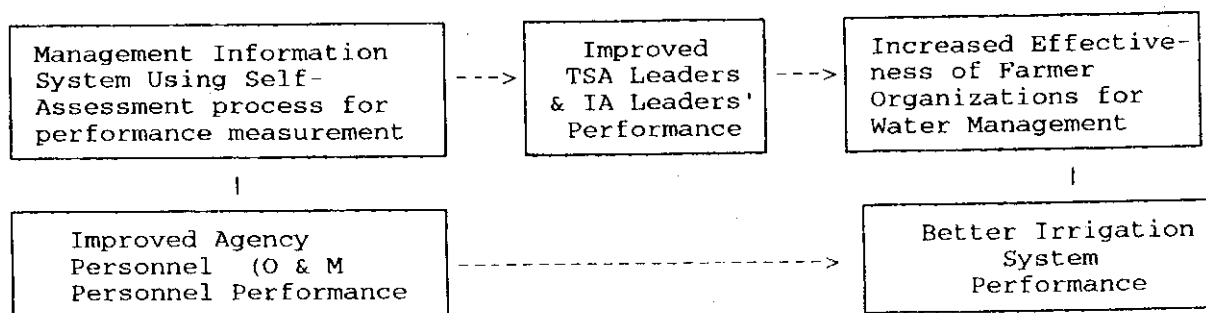 Management Information
System Using Self-
Assessment process for
performance measurement
--->
Improved
TSA Leaders
& IA Leaders'
Performance
--->
Increased Effective-
ness of Farmer
Organizations for
Water Management
Improved Agency
Personnel (O & M
Personnel Performance
--->
Better Irrigation
System
Performance